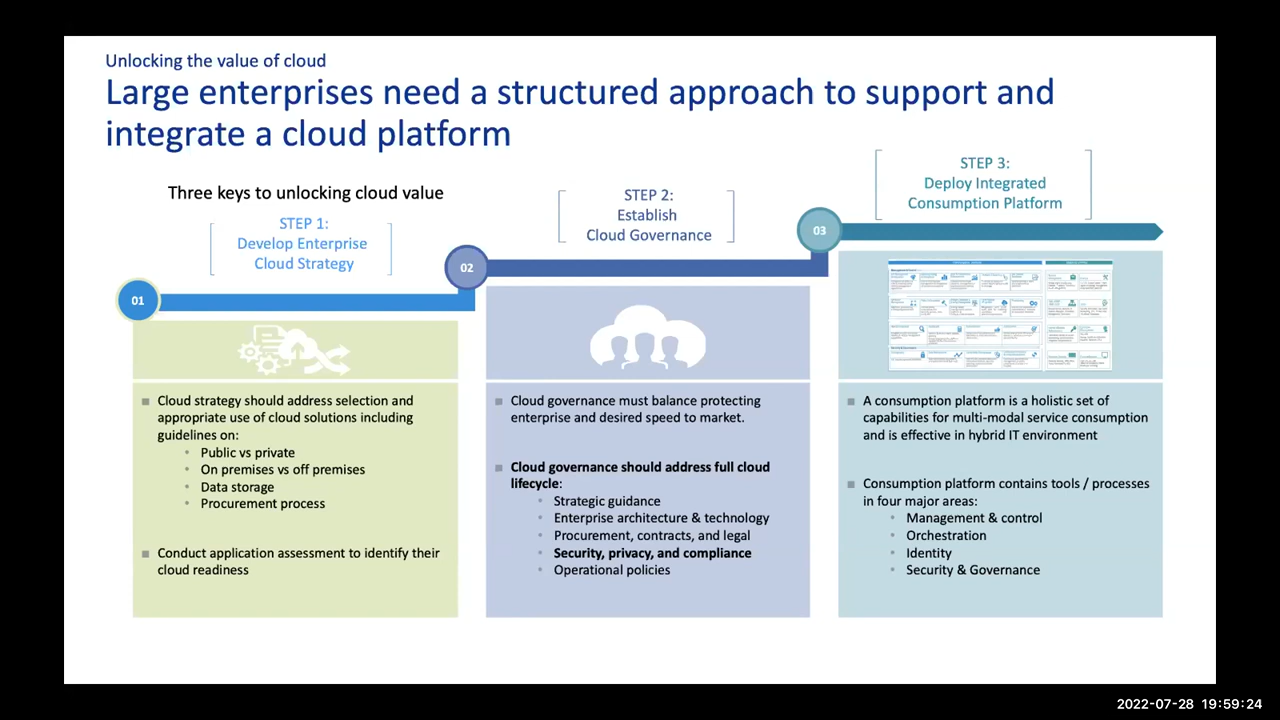 Unlocking the value of cloud
Large enterprises need a structured approach to support and
integrate a cloud platform
Three keys to unlocking cloud value
STEP 1:
Develop Enterprise
Cloud Strategy
01
Cloud strategy should address selection and
appropriate use of cloud solutions including
guidelines on:
Public vs private
On premises vs off premises
Data storage
Procurement process
Conduct application assessment to identify their
cloud readiness
STEP 2:
Establish
Cloud Governance
02
Cloud governance must balance protecting
enterprise and desired speed to market.
Cloud governance should address full cloud
lifecycle:
Strategic guidance
Enterprise architecture & technology
Procurement, contracts, and legal
Security, privacy, and compliance
Operational policies
STEP 3:
Deploy Integrated
Consumption Platform
03
A consumption platform is a holistic set of
capabilities for multi-modal service consumption
and is effective in hybrid IT environment
Consumption platform contains tools / processes
in four major areas:
Management & control
Orchestration
Identity
Security & Governance
2022-07-28 19:59:24